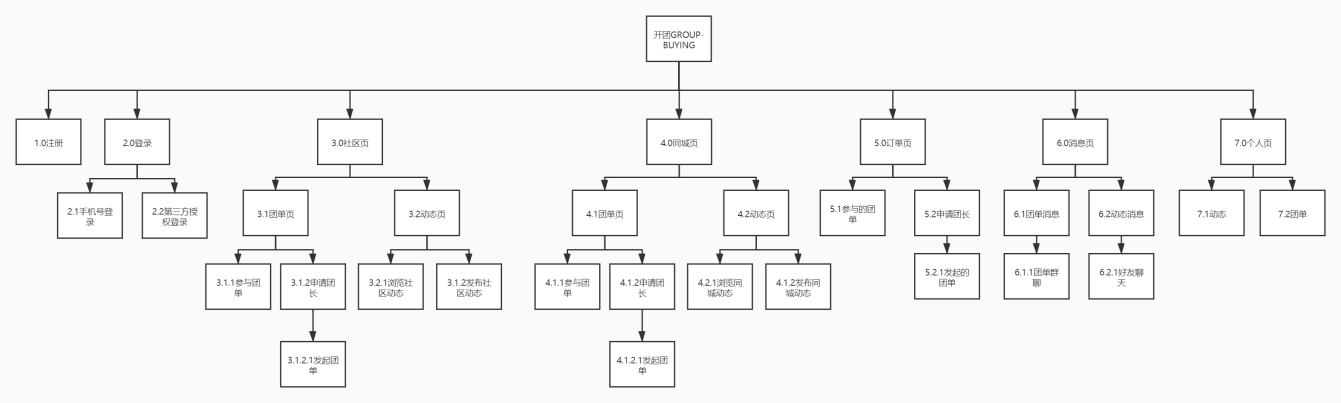 开团GROUP-
BUYING
1.0注册
2.0登录
3.0社区页
4.0同城页
5.0订单页
6.0消息页
7.0个人页
2.1手机号登
录
2.2第三方授
权登录
3.1团单页
3.2动态页
4.1团单页
4.2动态页
5.1参与的团
单
5.2申请团长
6.1团单消息
6.2动态消息
7.1动态
7.2团单
3.1.1参与团
单
3.1.2申请团
长
3.2.1浏览社
区动态
3.1.2发布社
区动态
4.1.1参与团
单
4.1.2申请团
长
4.2.1浏览同
城动态
4.1.2发布同
城动态
5.2.1发起的
团单
6.1.1团单群
聊
6.2.1好友聊
天
3.1.2.1发起团
单
4.1.2.1发起团
单